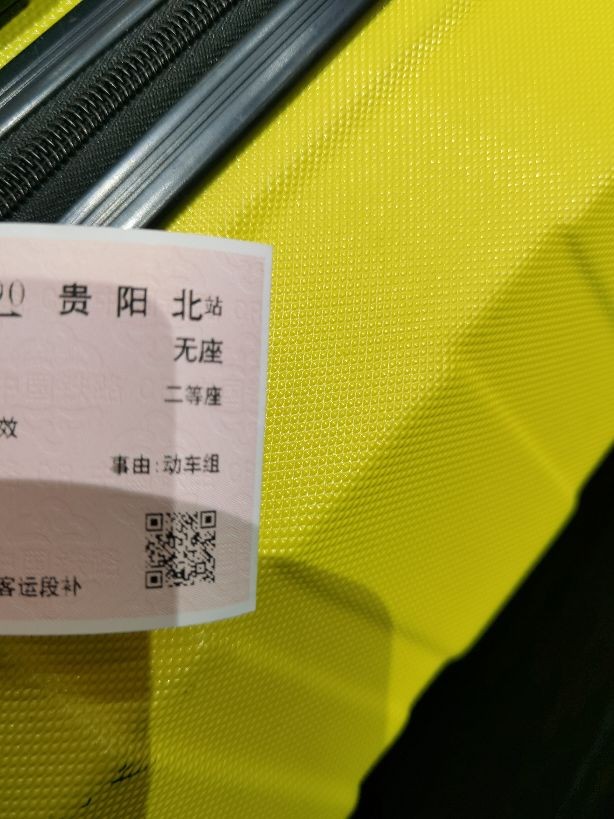 90 贵阳北站
无座
二等座
效
事由:动车组
客运段补